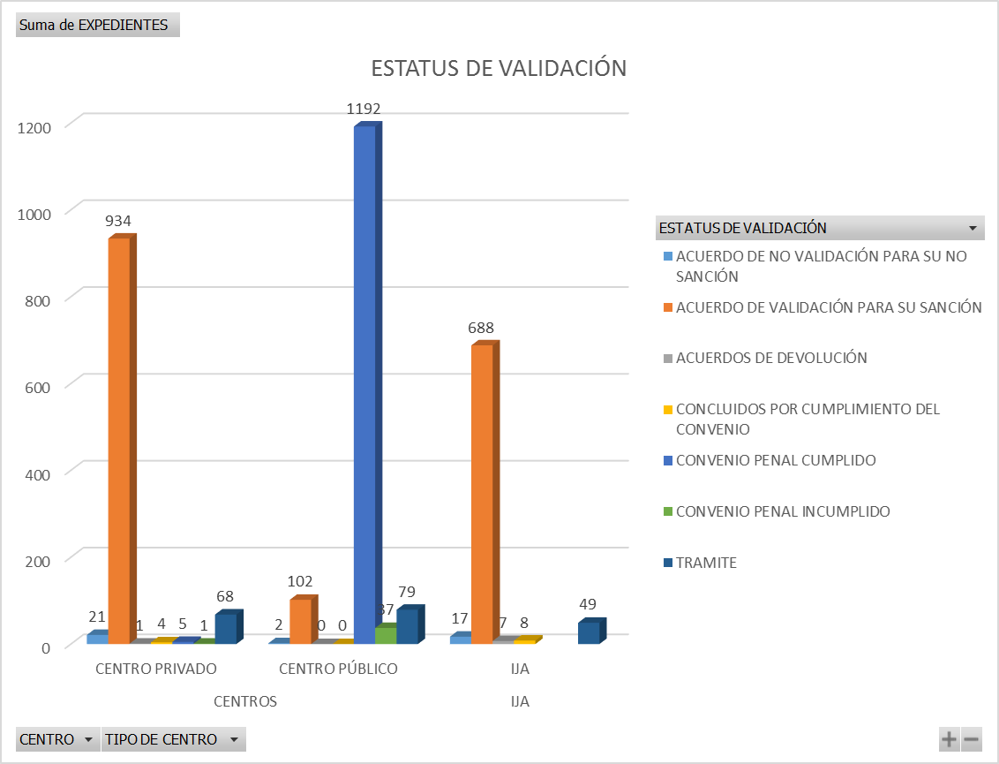 Suma de EXPEDIENTES
ESTATUS DE VALIDACIÓN
1200
1000
800
600
400
200
0
21
934
1
4
5
1
68
2
102
0
0
1192
37
79
17
688
7
8
49
CENTRO PRIVADO
CENTRO PÚBLICO
IJA
CENTROS
IJA
ESTATUS DE VALIDACIÓN
ACUERDO DE NO VALIDACIÓN PARA SU NO
SANCIÓN
ACUERDO DE VALIDACIÓN PARA SU SANCIÓN
ACUERDOS DE DEVOLUCIÓN
CONCLUIDOS POR CUMPLIMIENTO DEL
CONVENIO
CONVENIO PENAL CUMPLIDO
CONVENIO PENAL INCUMPLIDO
TRAMITE
CENTRO
TIPO DE CENTRO